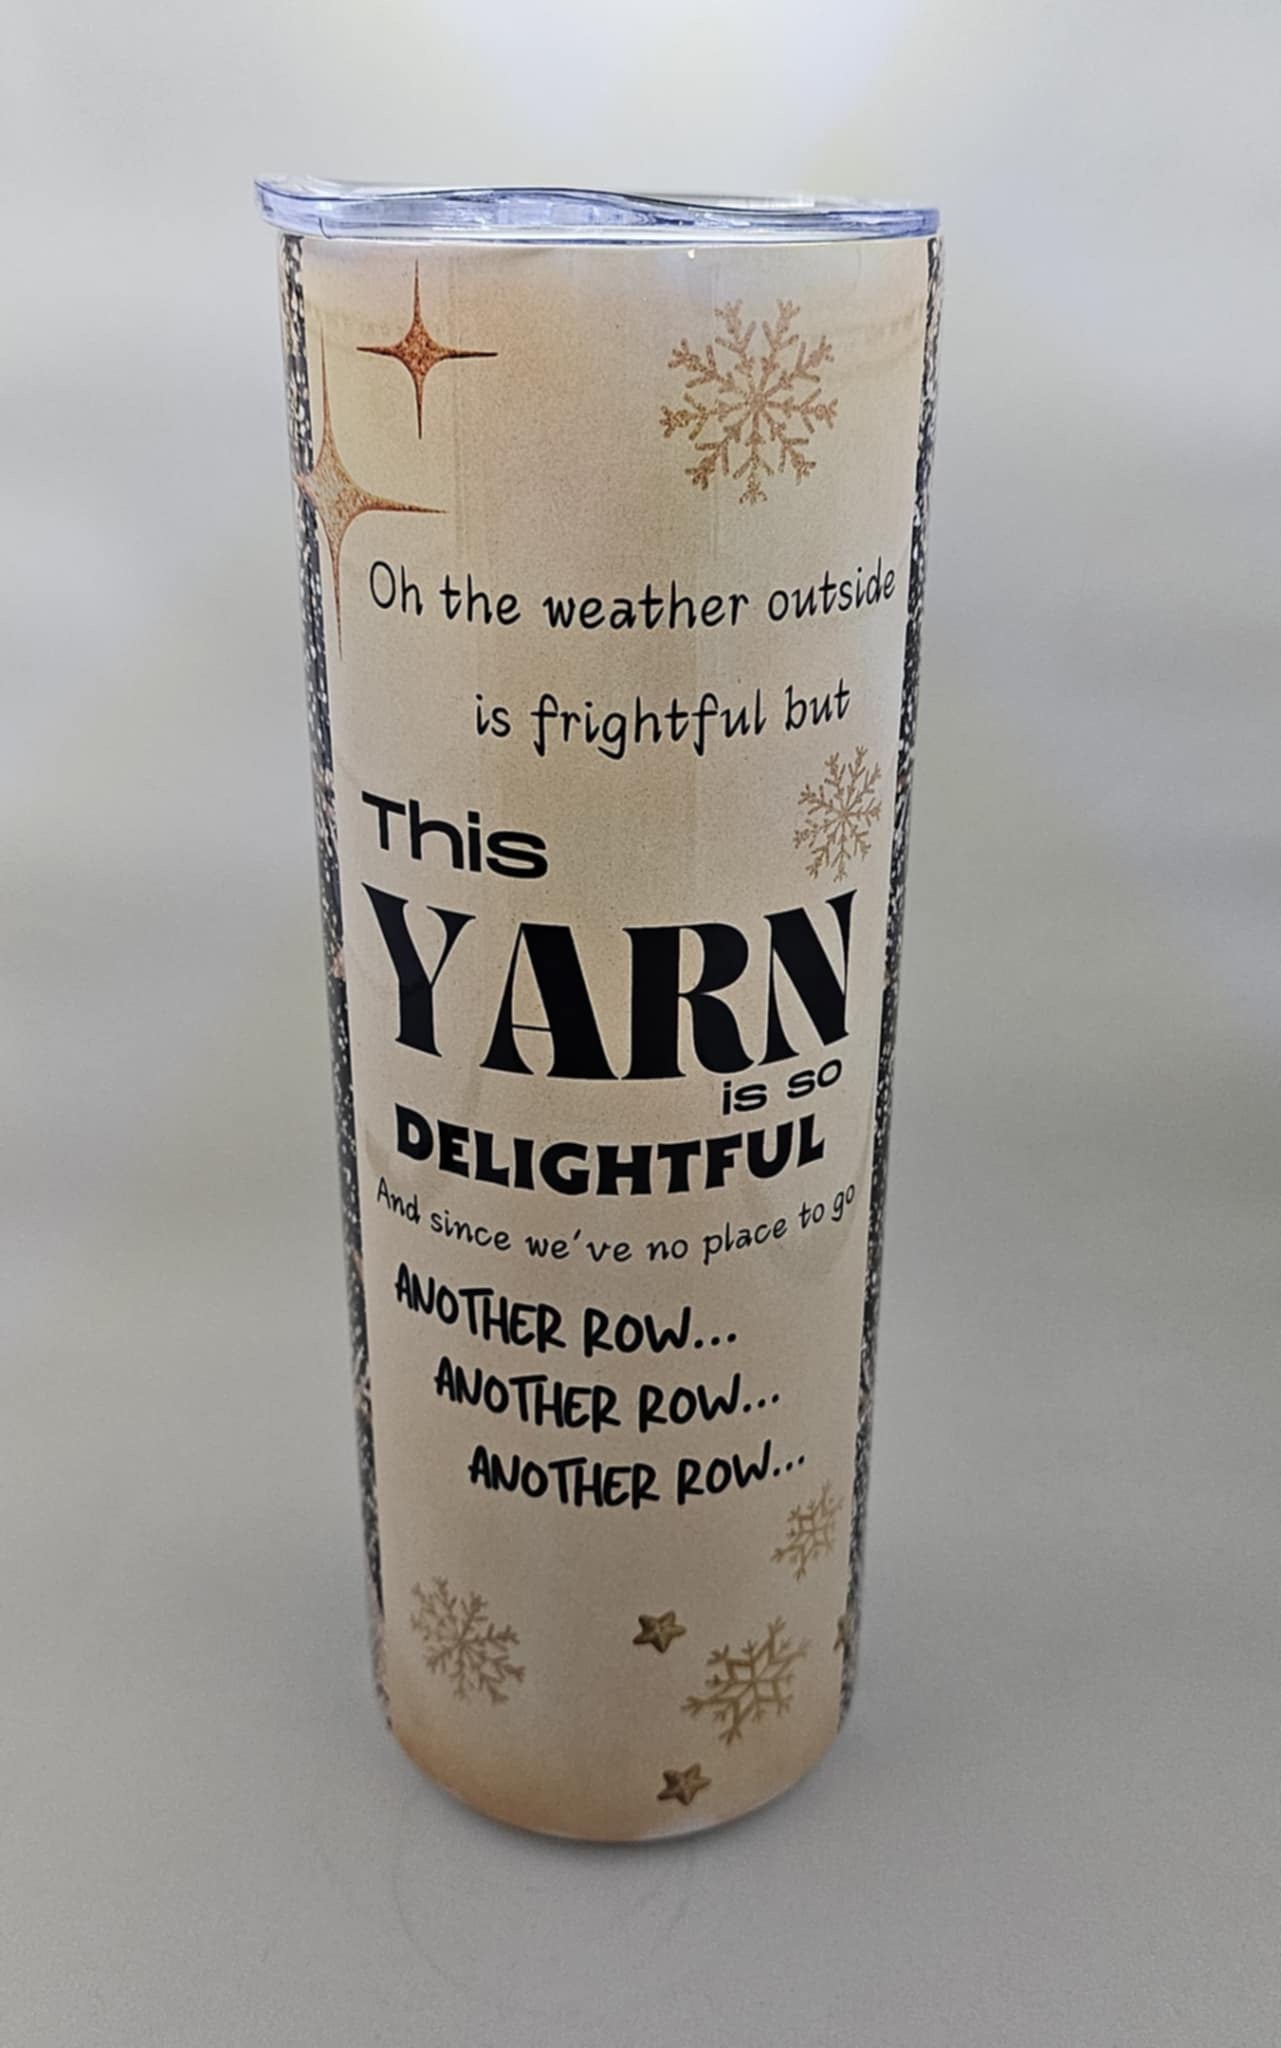 Oh the weather outside
is frightful but
This
YARN
is so
DELIGHTFUL
And since we've no place to go
ANOTHER ROW...
ANOTHER ROW...
ANOTHER ROW...